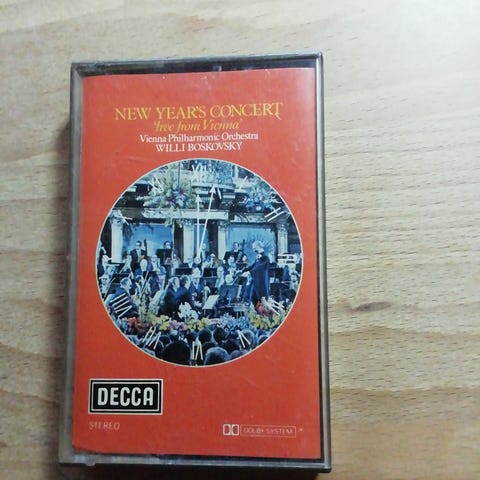 NEW YEAR'S CONCERT
'live from Vienna'
Vienna Philharmonic Orchestra
WILLI BOSKOVSKY
DECCA
STEREO
DOLBY SYSTEM